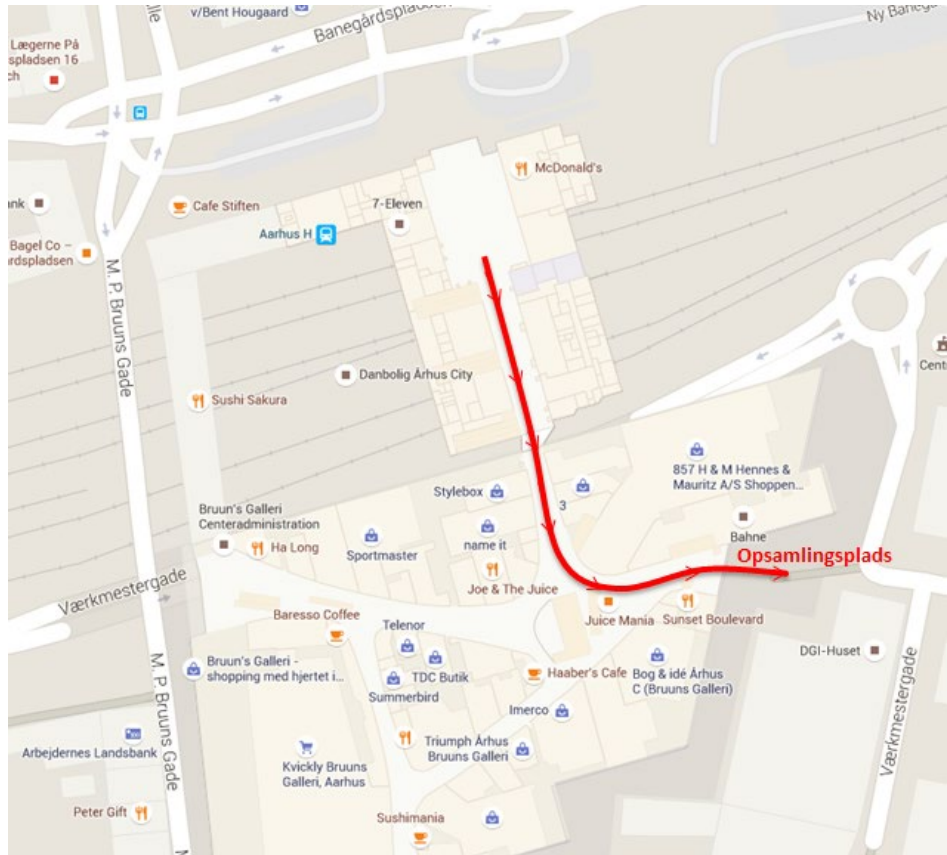 v/Bent Hougaard
Banegårdspladsen
Ny Banegå
Alle
Lægerne På
spladsen 16
ch
McDonald's
Cafe Stiften
7-Eleven
ank
Aarhus H
Bagel Co –
årdspladsen
M. P. Bruuns Gade
Centr
Danbolig Århus City
Sushi Sakura
857 H & M Hennes &
Mauritz A/S Shoppen...
Stylebox
3
Bruun's Galleri
Centeradministration
Bahne
Ha Long
Sportmaster
name it
Opsamlingsplads
Joe & The Juice
Værkmestergade
Baresso Coffee
Juice Mania
Sunset Boulevard
Telenor
DGI-Huset
Bruun's Galleri -
shopping med hjertet i...
TDC Butik
Summerbird
Haaber's Cafe
Bog & idé Århus
C (Bruuns Galleri)
M. P. Bruuns Gade
Imerco
Værkmestergade
Arbejdernes Landsbank
Triumph Århus
Bruuns Galleri
Kvickly Bruuns
Galleri, Aarhus
Peter Gift
Sushimania